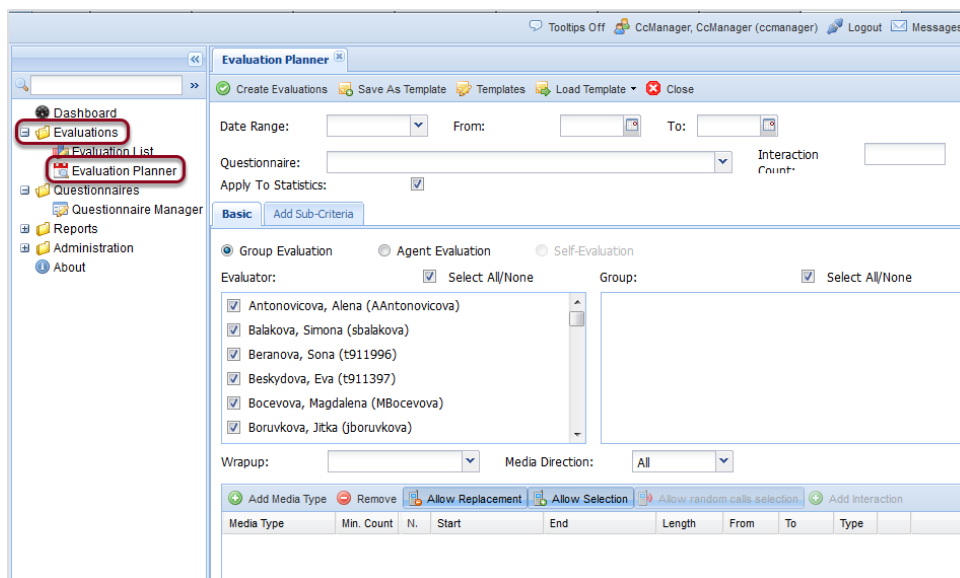 Tooltips Off CcManager, CcManager (ccmanager) Logout Messages
Evaluation Planner
Create Evaluations Save As Template Templates Load Template Close
Dashboard
Evaluations
Evaluation List
Evaluation Planner
Questionnaires
Questionnaire Manager
Reports
Administration
About
Date Range: From: To:
Questionnaire: Interaction Count:
Apply To Statistics:
Basic Add Sub-Criteria
Group Evaluation Agent Evaluation Self-Evaluation
Evaluator: Select All/None Group: Select All/None
Antonovicova, Alena (AAntonovicova)
Balakova, Simona (sbalakova)
Beranova, Sona (t911996)
Beskydova, Eva (t911397)
Bocevova, Magdalena (MBocevova)
Boruvkova, Jitka (jboruvkova)
Wrapup: Media Direction: All
Add Media Type Remove Allow Replacement Allow Selection Allow random calls selection Add Interaction
Media Type Min. Count N. Start End Length From To Type